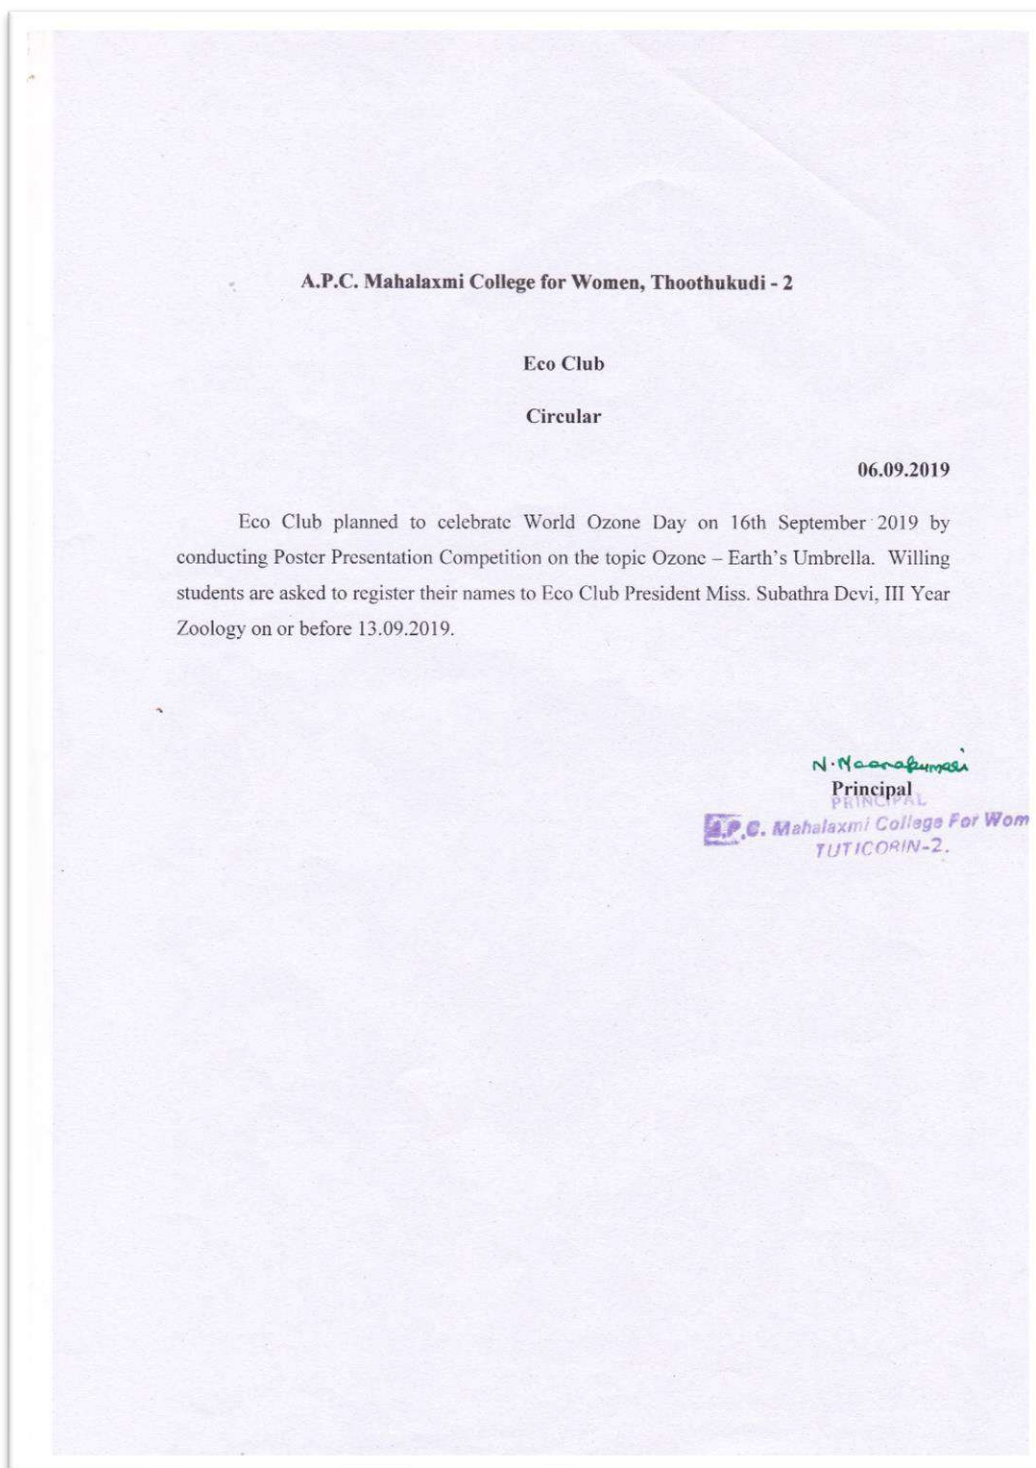 A.P.C. Mahalaxmi College for Women, Thoothukudi - 2
Eco Club
Circular
06.09.2019
Eco Club planned to celebrate World Ozone Day on 16th September 2019 by
conducting Poster Presentation Competition on the topic Ozone – Earth's Umbrella. Willing
students are asked to register their names to Eco Club President Miss. Subathra Devi, III Year
Zoology on or before 13.09.2019.
Principal
PRINCIPAL
A.P.C. Mahalaxmi College For Wom
TUTICORIN-2.